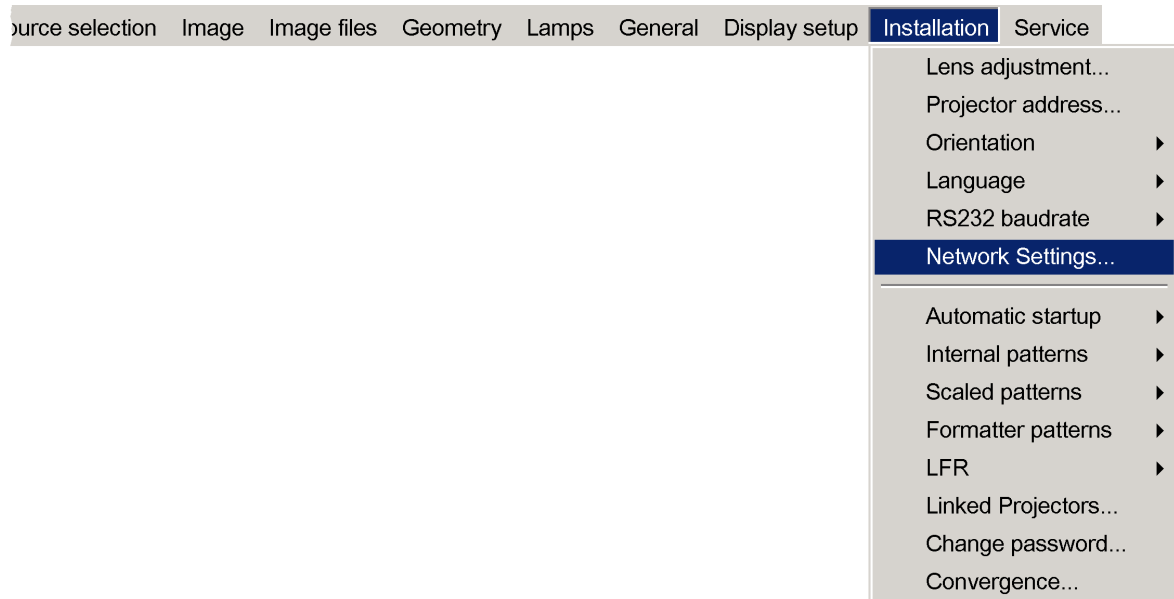 urce selection Image Image files Geometry Lamps General Display setup Installation Service
Lens adjustment...
Projector address...
Orientation
Language
RS232 baudrate
Network Settings...
Automatic startup
Internal patterns
Scaled patterns
Formatter patterns
LFR
Linked Projectors...
Change password...
Convergence...